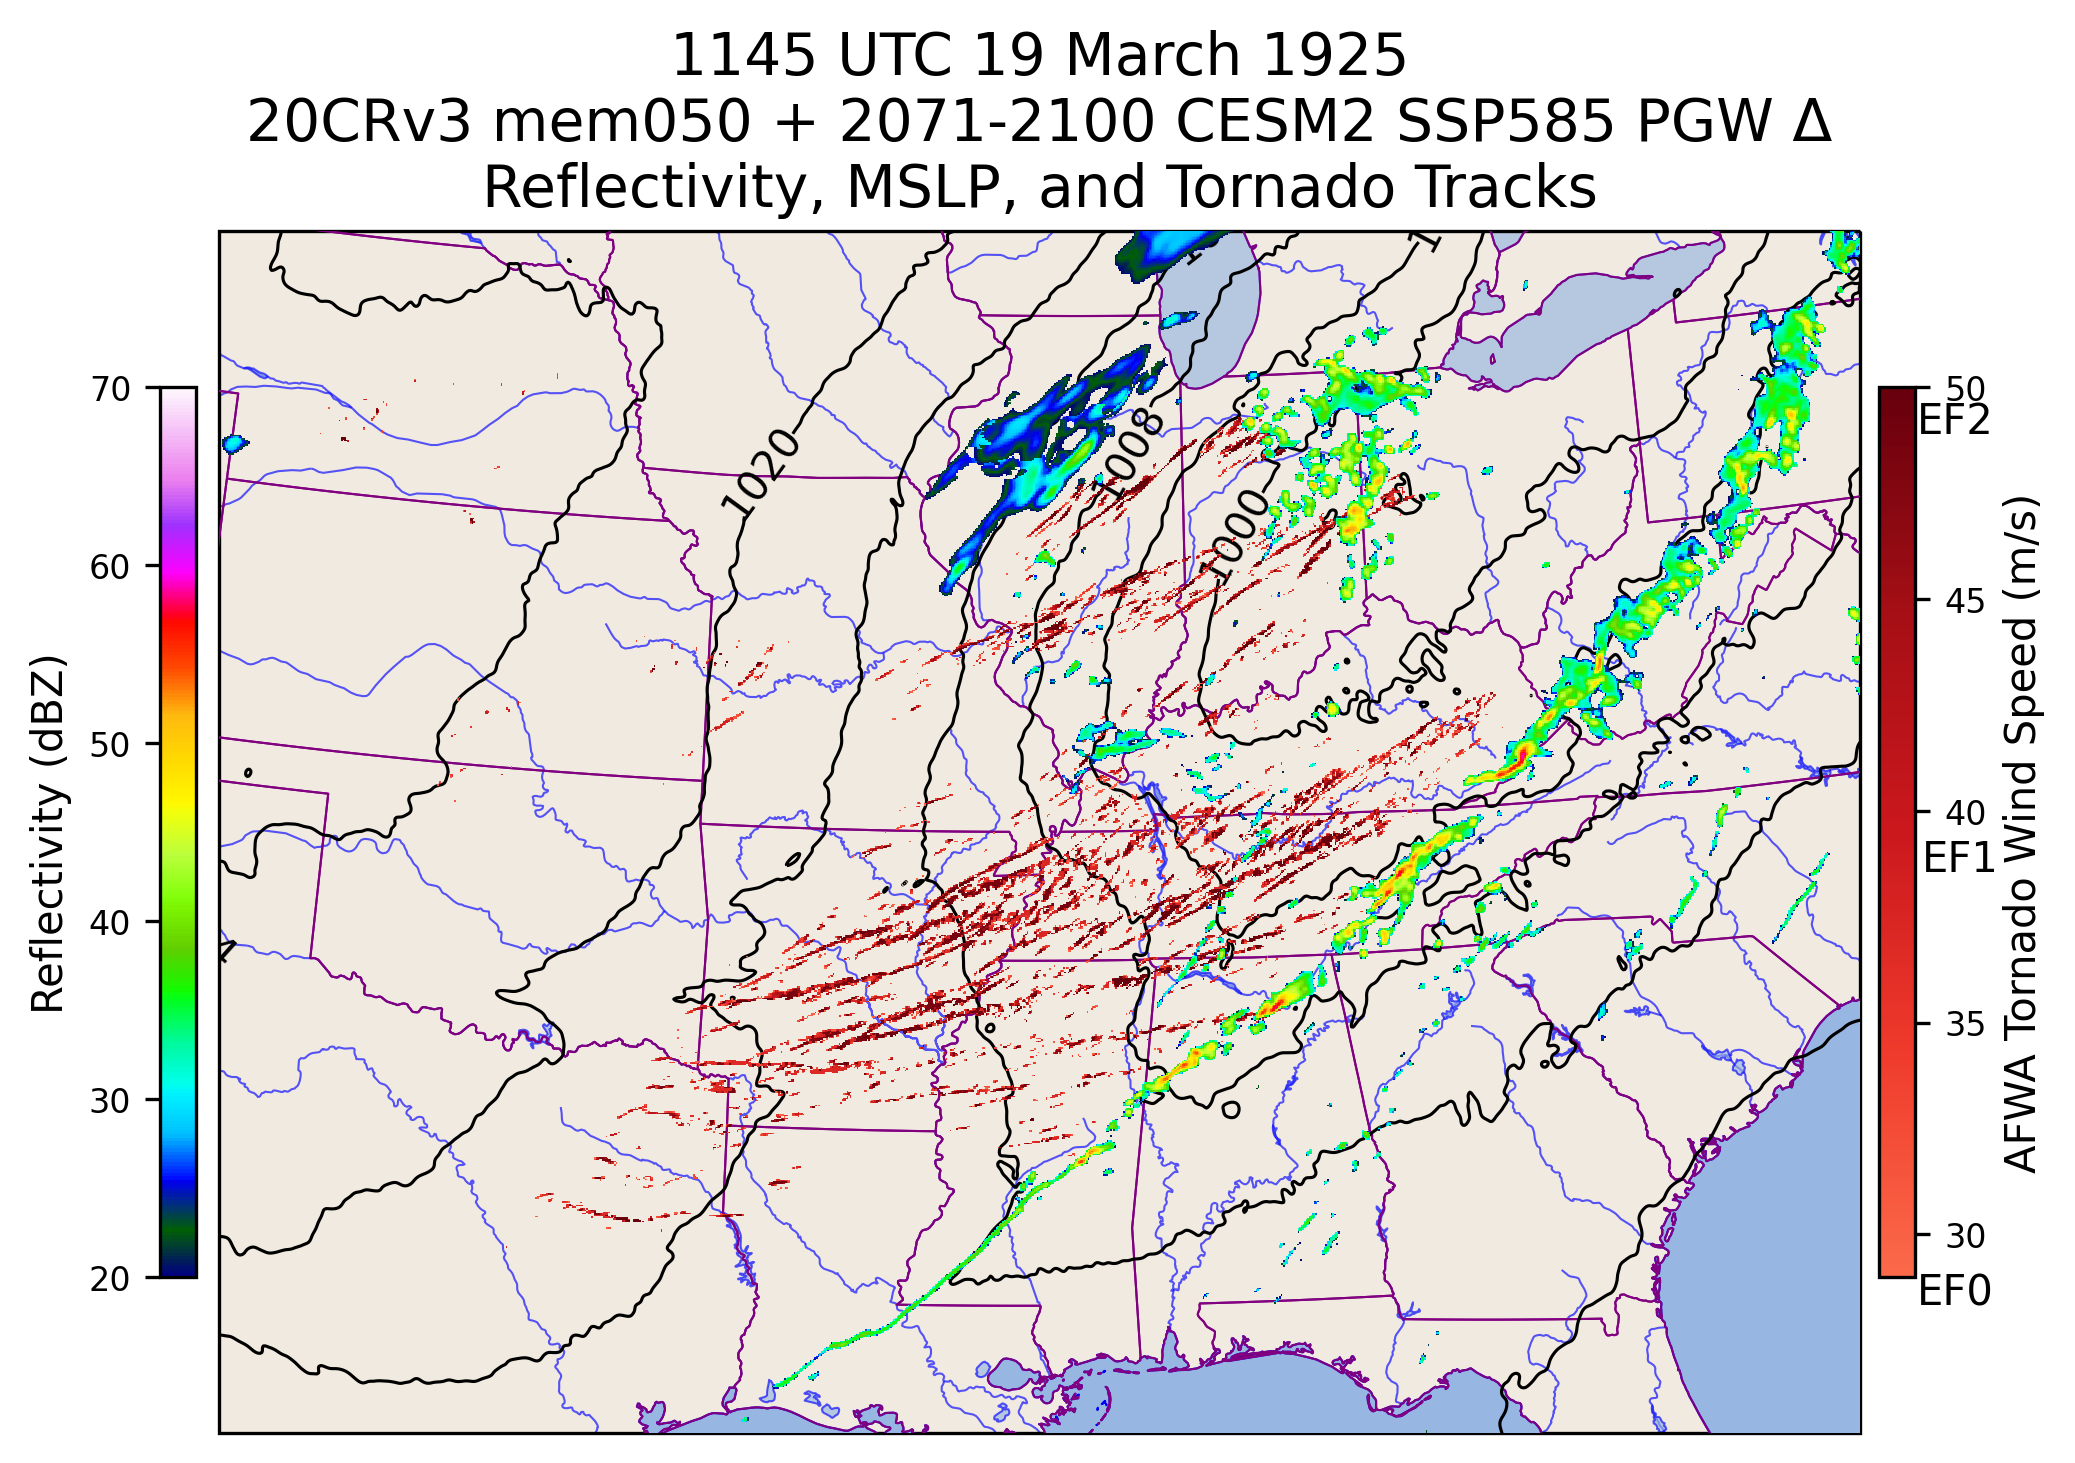 1145 UTC 19 March 1925
20CRv3 mem050 + 2071-2100 CESM2 SSP585 PGW Δ
Reflectivity, MSLP, and Tornado Tracks
70
60
50
40
30
20
Reflectivity (dBZ)
1020
1008
1000
50
EF2
45
40
EF1
35
30
EF0
AFWA Tornado Wind Speed (m/s)